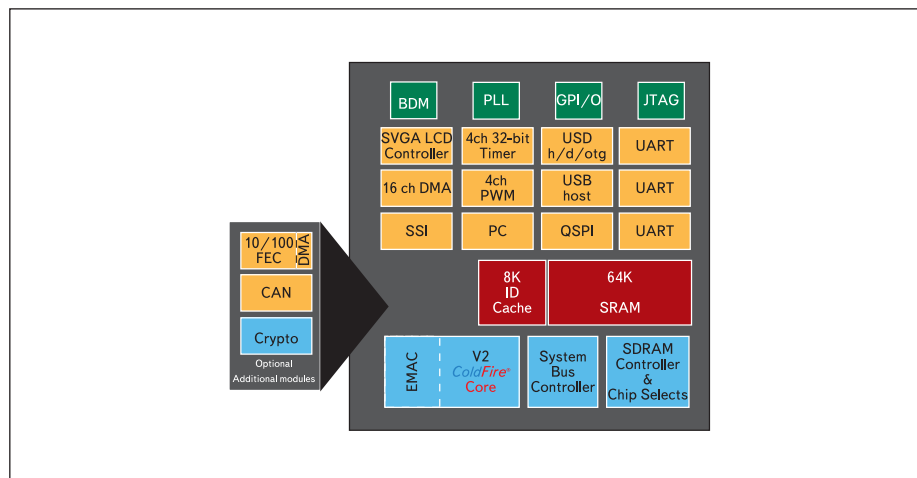 BDM
PLL
GPI/O
JTAG
SVGA LCD
Controller
4ch 32-bit
Timer
USD
h/d/otg
UART
16 ch DMA
4ch
PWM
USB
host
UART
SSI
PC
QSPI
UART
10/100
FEC
DMA
CAN
Crypto
Optional
Additional modules
8K
ID
Cache
64K
SRAM
EMAC
V2
ColdFire®
Core
System
Bus
Controller
SDRAM
Controller
&
Chip Selects